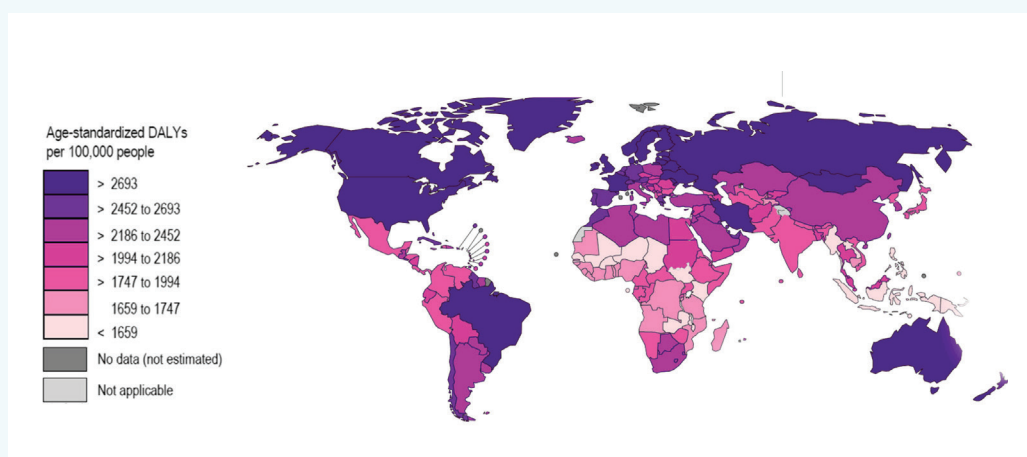 Age-standardized DALYs
per 100,000 people
> 2693
> 2452 to 2693
> 2186 to 2452
> 1994 to 2186
> 1747 to 1994
1659 to 1747
< 1659
No data (not estimated)
Not applicable